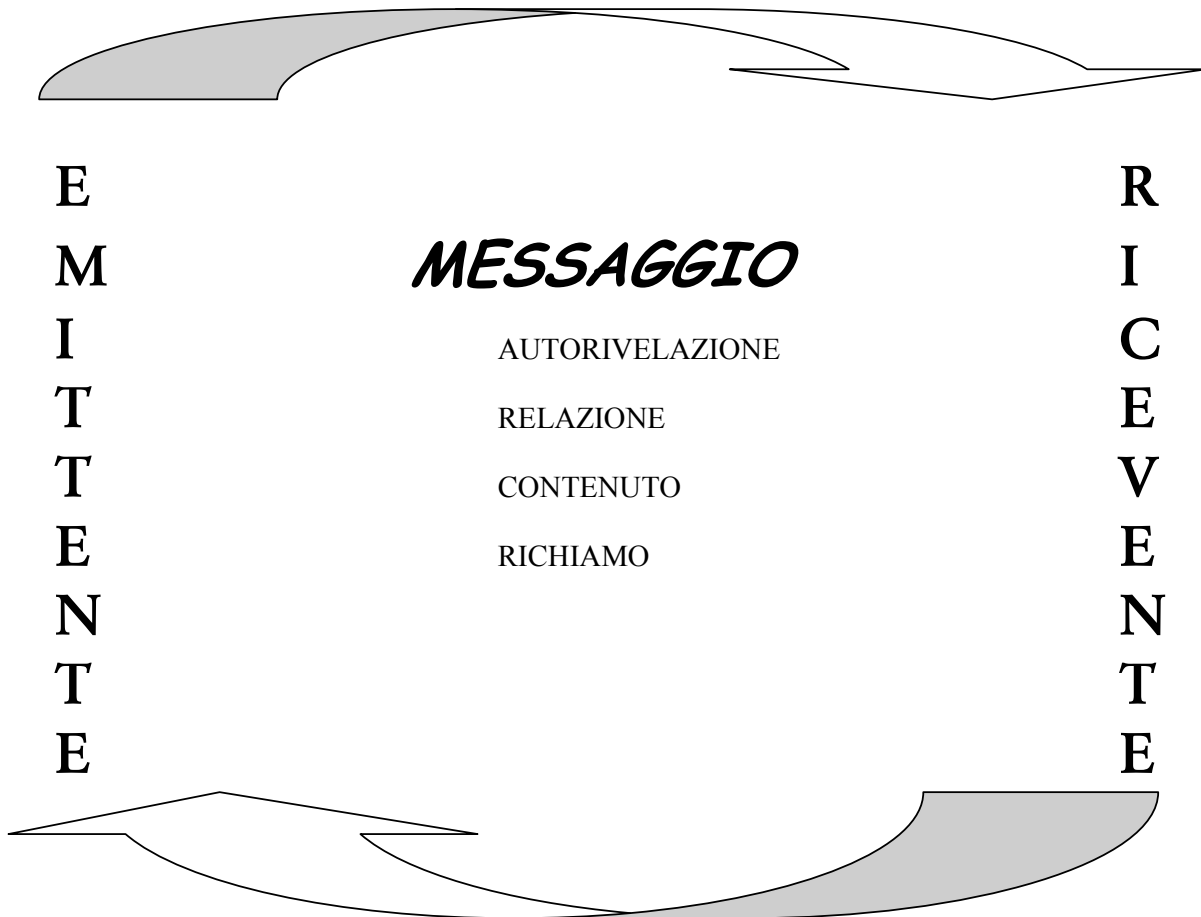 EMITTENTE
MESSAGGIO
AUTORIVELAZIONE
RELAZIONE
CONTENUTO
RICHIAMO
RICEVENTE